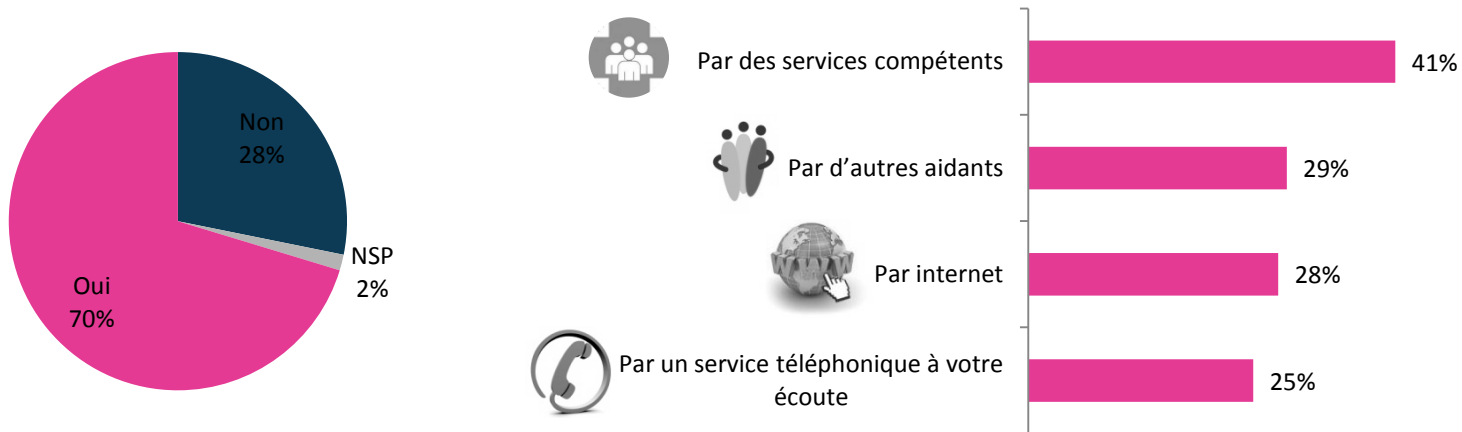 Non
28%
NSP
2%
Oui
70%
Par des services compétents
41%
Par d'autres aidants
29%
WWW
Par internet
28%
Par un service téléphonique à votre
écoute
25%